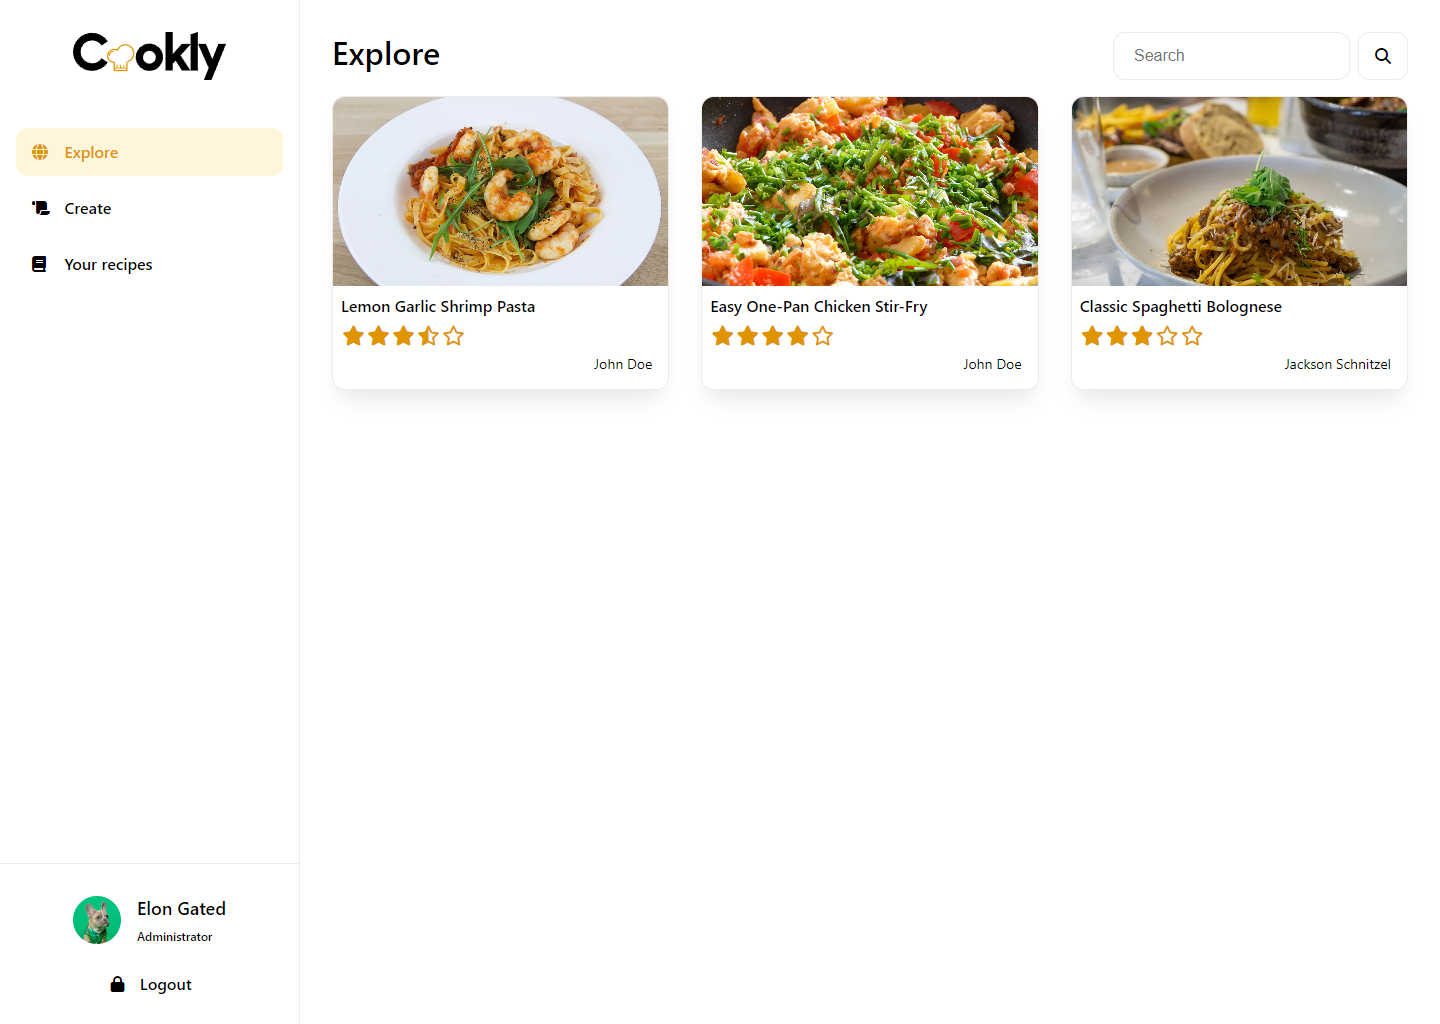 Cookly
Explore
Create
Your recipes
Elon Gated
Administrator
Logout
Explore
Search
Lemon Garlic Shrimp Pasta
John Doe
Easy One-Pan Chicken Stir-Fry
John Doe
Classic Spaghetti Bolognese
Jackson Schnitzel